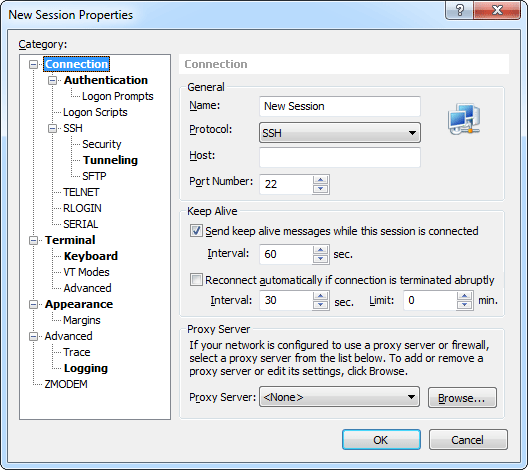 New Session Properties
Category:
Connection
Authentication
Logon Prompts
Logon Scripts
SSH
Security
Tunneling
SFTP
TELNET
RLOGIN
SERIAL
Terminal
Keyboard
VT Modes
Advanced
Appearance
Margins
Advanced
Trace
Logging
ZMODEM
Connection
General
Name: New Session
Protocol: SSH
Host:
Port Number: 22
Keep Alive
Send keep alive messages while this session is connected
Interval: 60 sec.
Reconnect automatically if connection is terminated abruptly
Interval: 30 sec. Limit: 0 min.
Proxy Server
If your network is configured to use a proxy server or firewall,
select a proxy server from the list below. To add or remove a
proxy server or edit its settings, click Browse.
Proxy Server: <None> Browse...
OK Cancel